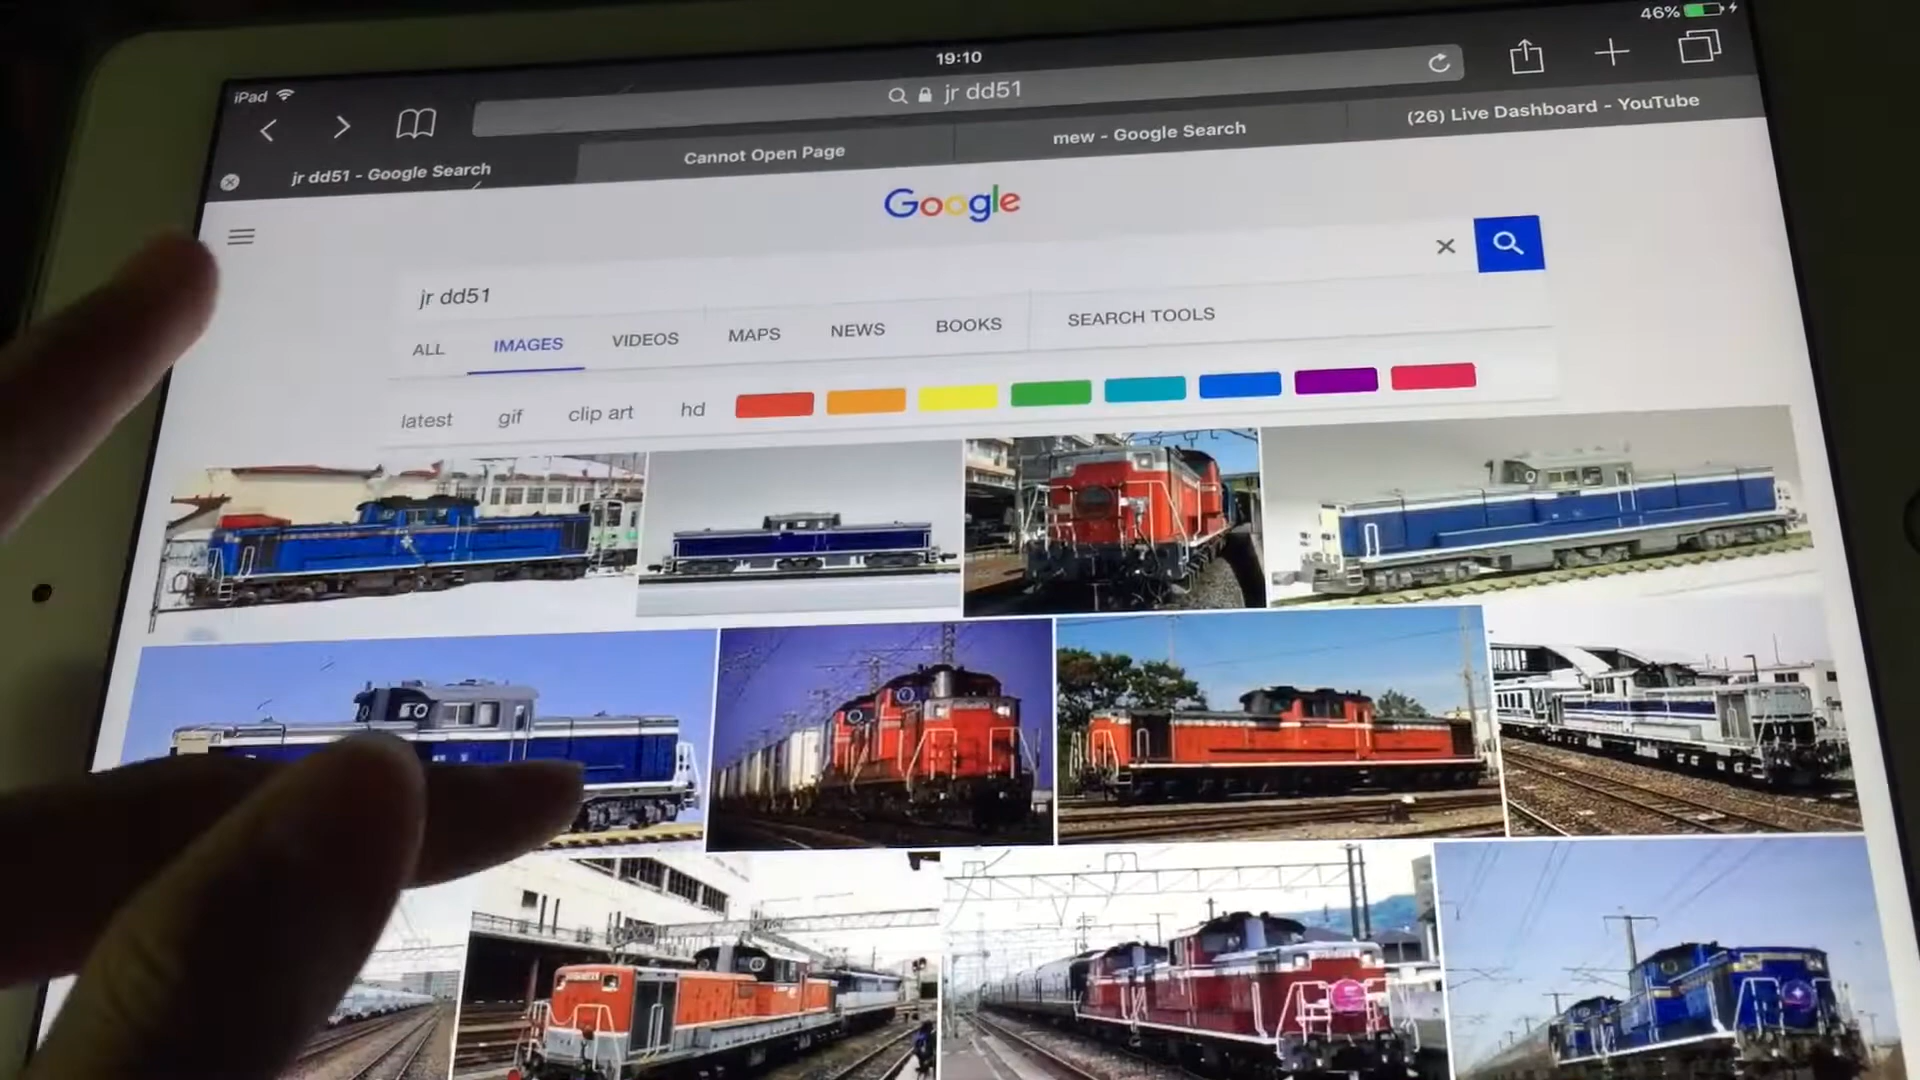 46%
19:10
iPad
jr dd51
jr dd51 - Google Search
Cannot Open Page
mew - Google Search
(26) Live Dashboard - YouTube
Google
jr dd51
ALL
IMAGES
VIDEOS
MAPS
NEWS
BOOKS
SEARCH TOOLS
latest
gif
clip art
hd